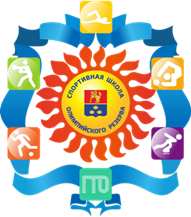 СПОРТИВНАЯ ШКОЛА
ОЛИМПИЙСКОГО РЕЗЕРВА
ГТО